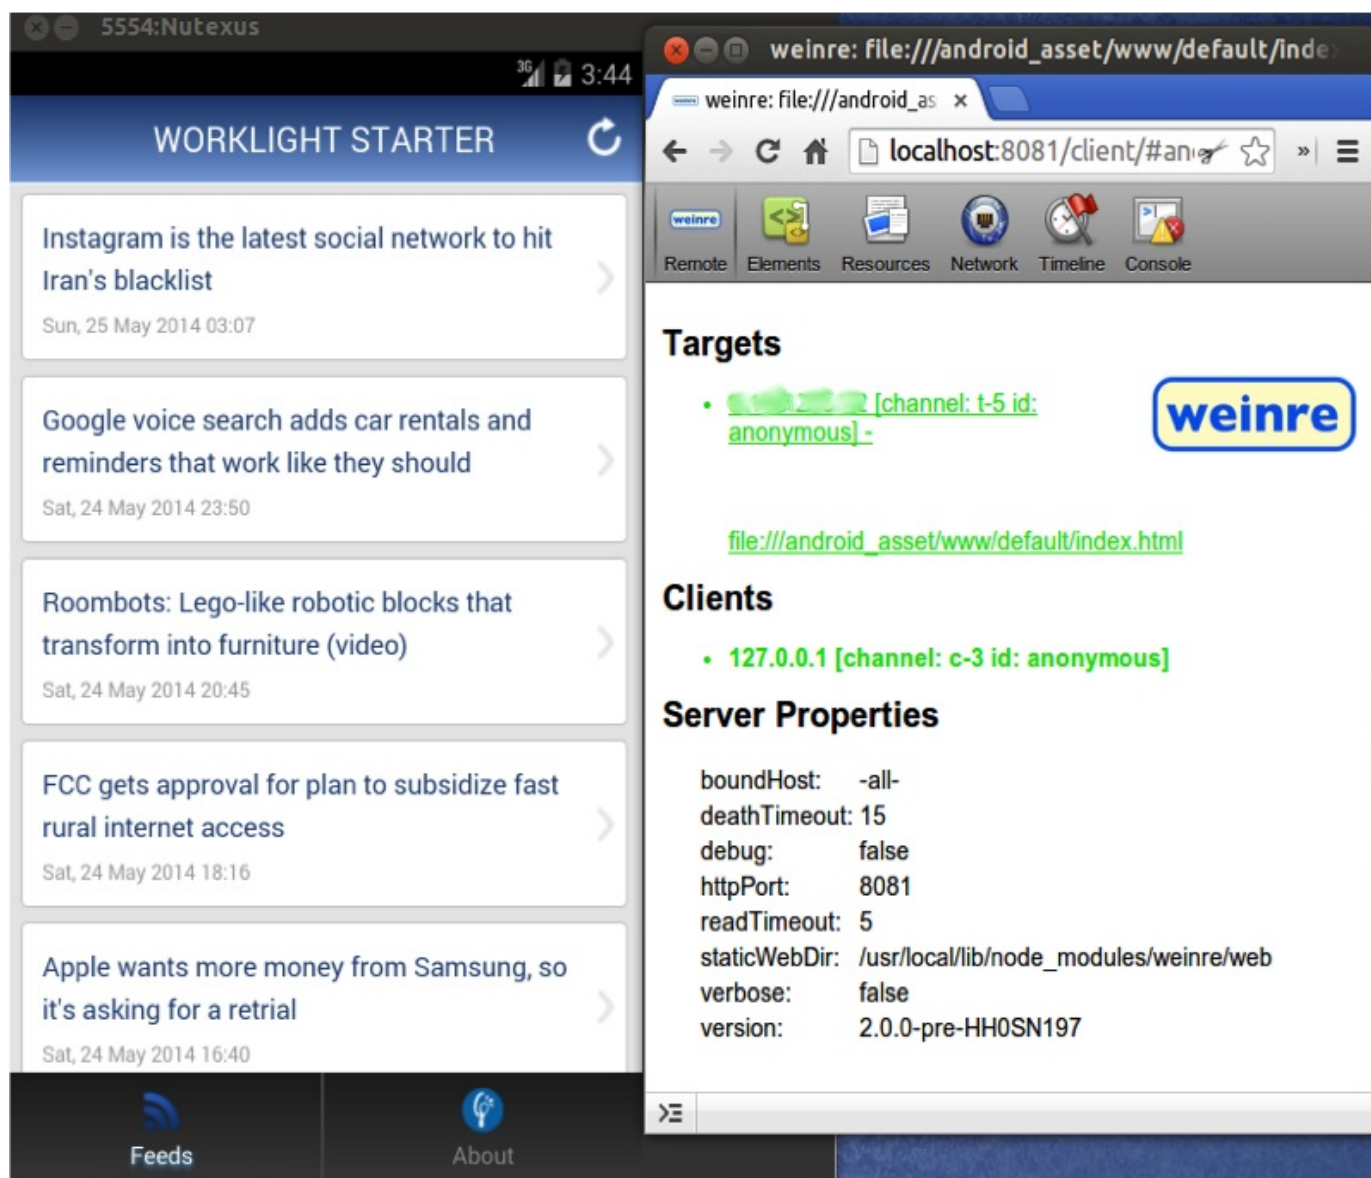 5554:Nutexus
3G
3:44
WORKLIGHT STARTER
Instagram is the latest social network to hit
Iran's blacklist
Sun, 25 May 2014 03:07
Google voice search adds car rentals and
reminders that work like they should
Sat, 24 May 2014 23:50
Roombots: Lego-like robotic blocks that
transform into furniture (video)
Sat, 24 May 2014 20:45
FCC gets approval for plan to subsidize fast
rural internet access
Sat, 24 May 2014 18:16
Apple wants more money from Samsung, so
it's asking for a retrial
Sat, 24 May 2014 16:40
Feeds
About
weinre: file:///android_asset/www/default/inde
weinre: file:///android_as
localhost:8081/client/#an
weinre
Remote
Elements
Resources
Network
Timeline
Console
Targets
[channel: t-5 id:
anonymous] -
weinre
file:///android_asset/www/default/index.html
Clients
• 127.0.0.1 [channel: c-3 id: anonymous]
Server Properties
boundHost: -all-
deathTimeout: 15
debug: false
httpPort: 8081
readTimeout: 5
staticWebDir: /usr/local/lib/node_modules/weinre/web
verbose: false
version: 2.0.0-pre-HH0SN197